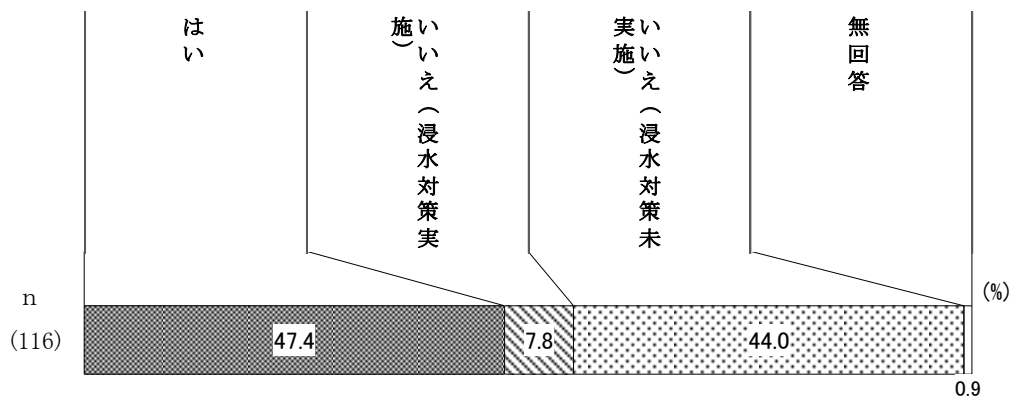 はい
いいえ（浸水対策実
施）
いいえ（浸水対策未
実施）
無回答
(%)
n
(116)
47.4
7.8
44.0
0.9